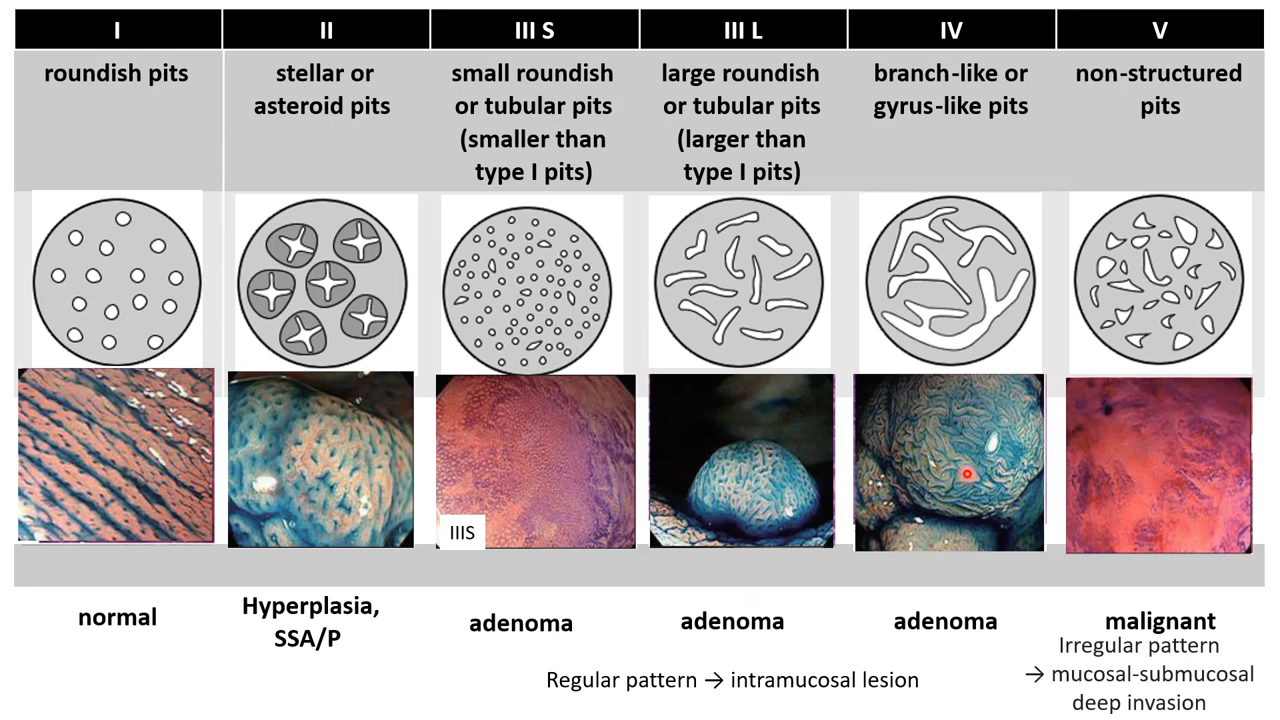 I
II
III S
III L
IV
V
roundish pits
stellar or
asteroid pits
small roundish
or tubular pits
(smaller than
type I pits)
large roundish
or tubular pits
(larger than
type I pits)
branch-like or
gyrus-like pits
non-structured
pits
IIIS
normal
Hyperplasia,
SSA/P
adenoma
adenoma
adenoma
malignant
Irregular pattern
→ mucosal-submucosal
deep invasion
Regular pattern → intramucosal lesion